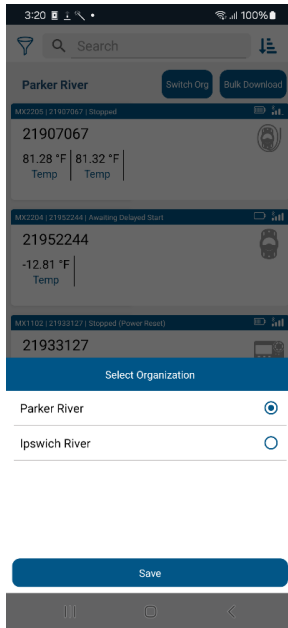 3:20
100%
Search
Parker River
Switch Org
Bulk Download
MX2205 | 21907067 | Stopped
21907067
81.28 °F
81.32 °F
Temp
Temp
MX2204 | 21952244 | Awaiting Delayed Start
21952244
-12.81 °F
Temp
MX1102 | 21933127 | Stopped (Power Reset)
21933127
Select Organization
Parker River
Ipswich River
Save